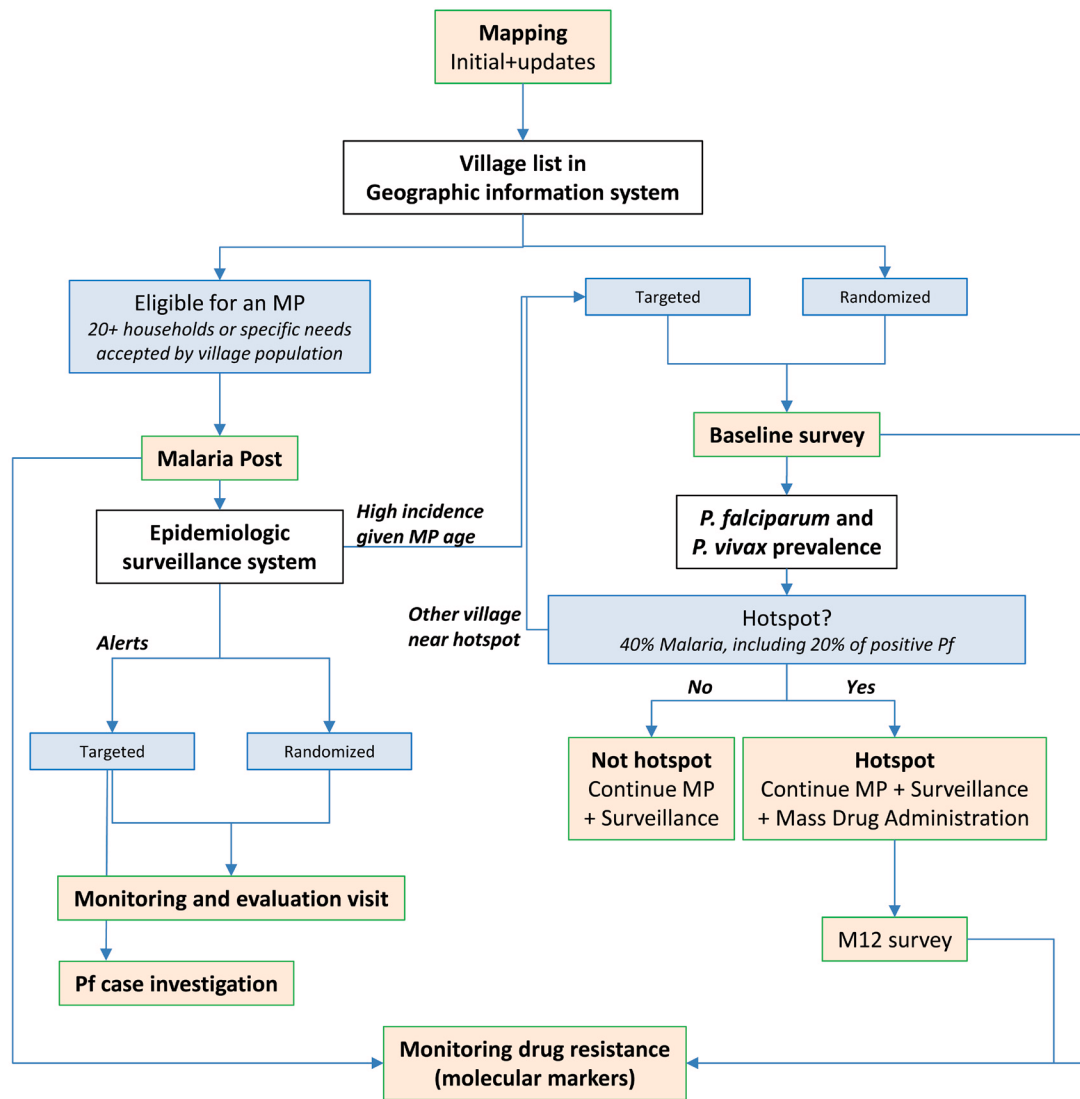 Mapping
Initial+updates
Village list in
Geographic information system
Eligible for an MP
20+ households or specific needs
accepted by village population
Targeted
Randomized
Malaria Post
Baseline survey
High incidence
given MP age
Epidemiologic
surveillance system
P. falciparum and
P. vivax prevalence
Other village
near hotspot
Hotspot?
40% Malaria, including 20% of positive Pf
Alerts
No
Yes
Targeted
Randomized
Not hotspot
Continue MP
+ Surveillance
Hotspot
Continue MP + Surveillance
+ Mass Drug Administration
Monitoring and evaluation visit
M12 survey
Pf case investigation
Monitoring drug resistance
(molecular markers)